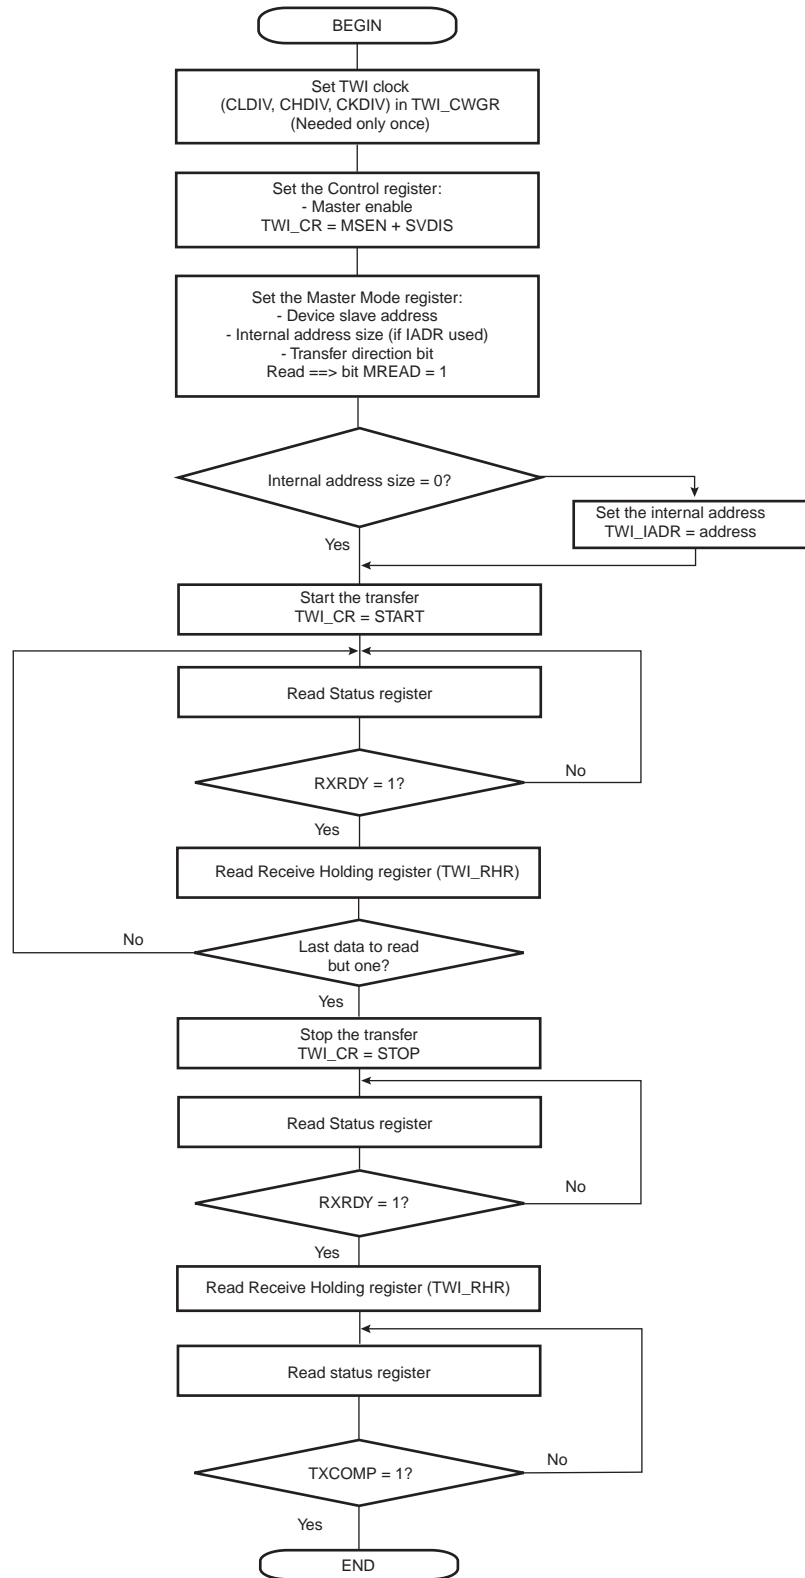 BEGIN
Set TWI clock
(CLDIV, CHDIV, CKDIV) in TWI_CWGR
(Needed only once)
Set the Control register:
- Master enable
TWI_CR = MSEN + SVDIS
Set the Master Mode register:
- Device slave address
- Internal address size (if IADR used)
- Transfer direction bit
Read ==> bit MREAD = 1
Internal address size = 0?
Set the internal address
TWI_IADR = address
Yes
Start the transfer
TWI_CR = START
Read Status register
RXRDY = 1?
No
Yes
Read Receive Holding register (TWI_RHR)
No
Last data to read
but one?
Yes
Stop the transfer
TWI_CR = STOP
Read Status register
RXRDY = 1?
No
Yes
Read Receive Holding register (TWI_RHR)
Read status register
TXCOMP = 1?
No
Yes
END